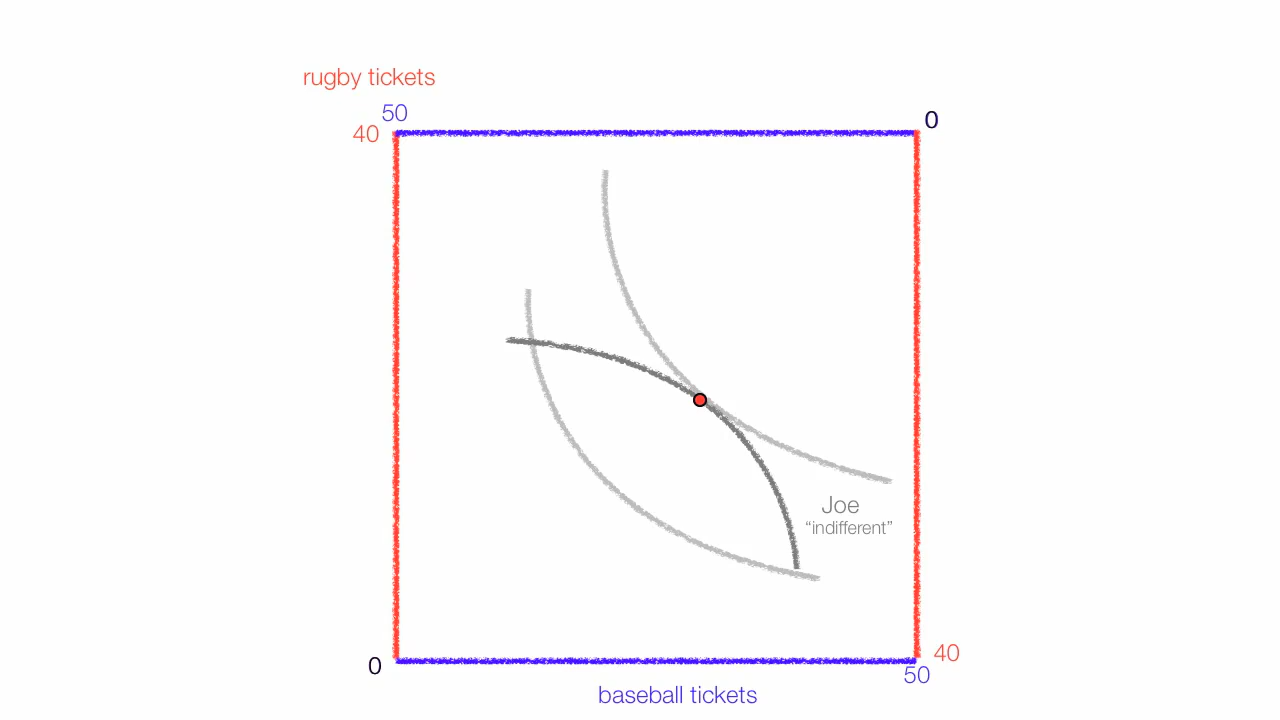 rugby tickets
50
40
0
Joe
“indifferent”
0
40
50
baseball tickets